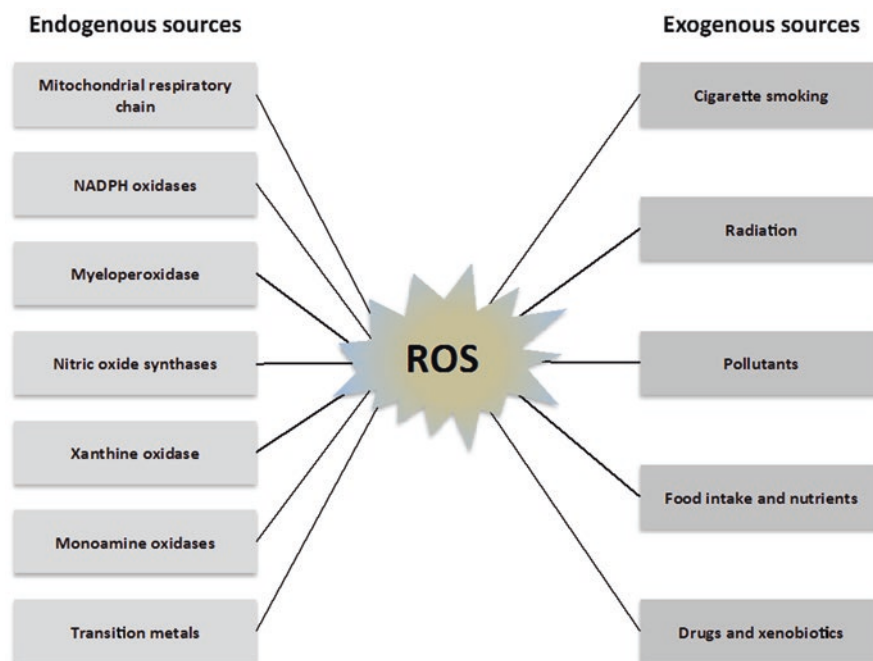 Endogenous sources
Mitochondrial respiratory
chain
NADPH oxidases
Myeloperoxidase
Nitric oxide synthases
Xanthine oxidase
Monoamine oxidases
Transition metals
ROS
Exogenous sources
Cigarette smoking
Radiation
Pollutants
Food intake and nutrients
Drugs and xenobiotics